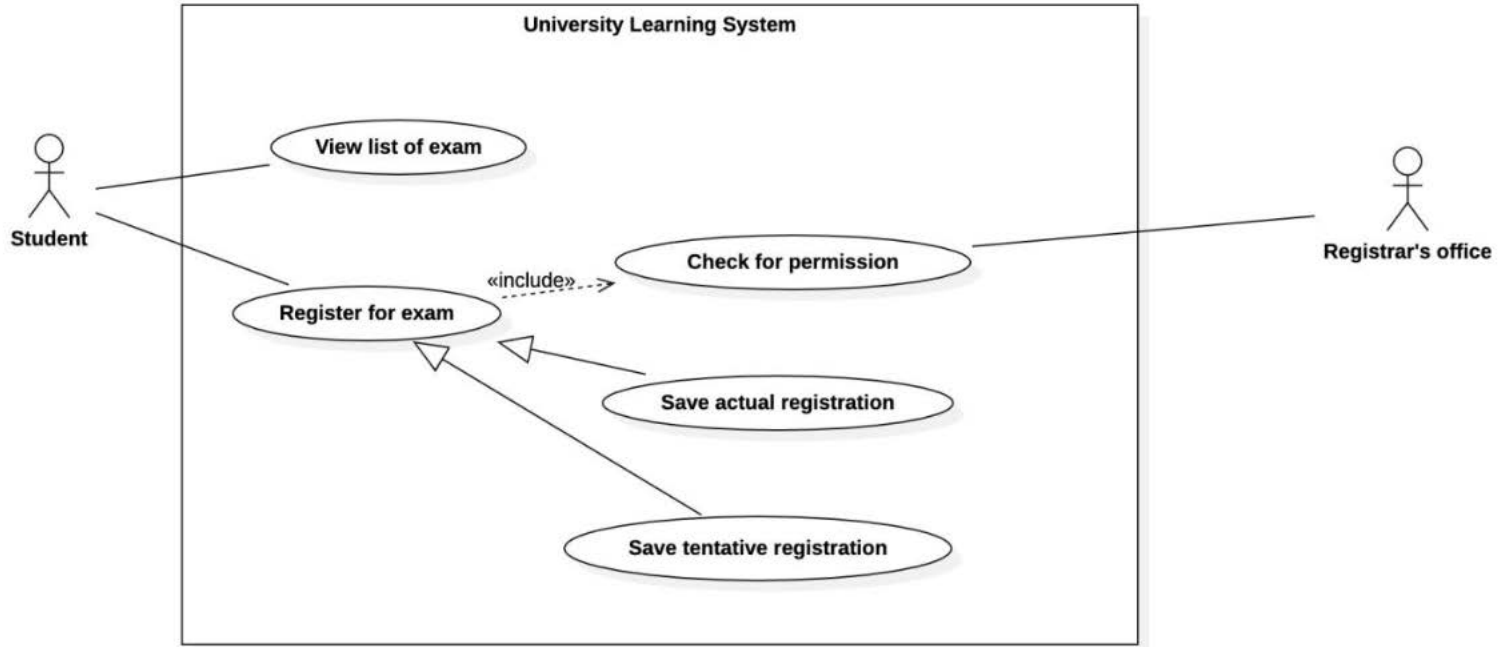 University Learning System
View list of exam
Student
Check for permission
Registrar's office
«include»
Register for exam
Save actual registration
Save tentative registration